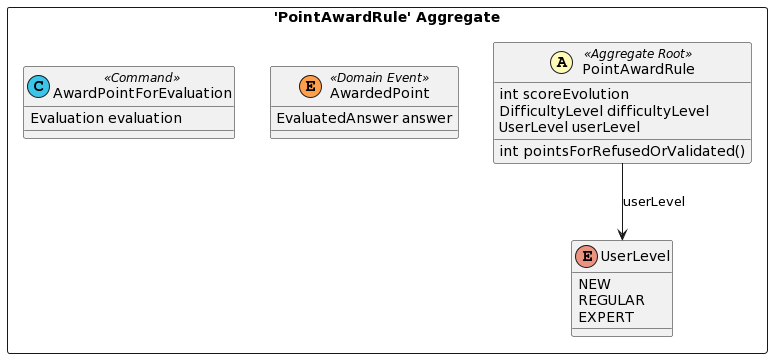 'PointAwardRule' Aggregate
C «Command»
AwardPointForEvaluation
Evaluation evaluation
E «Domain Event»
AwardedPoint
EvaluatedAnswer answer
A «Aggregate Root»
PointAwardRule
int scoreEvolution
DifficultyLevel difficultyLevel
UserLevel userLevel
int pointsForRefusedOrValidated()
userLevel
E UserLevel
NEW
REGULAR
EXPERT